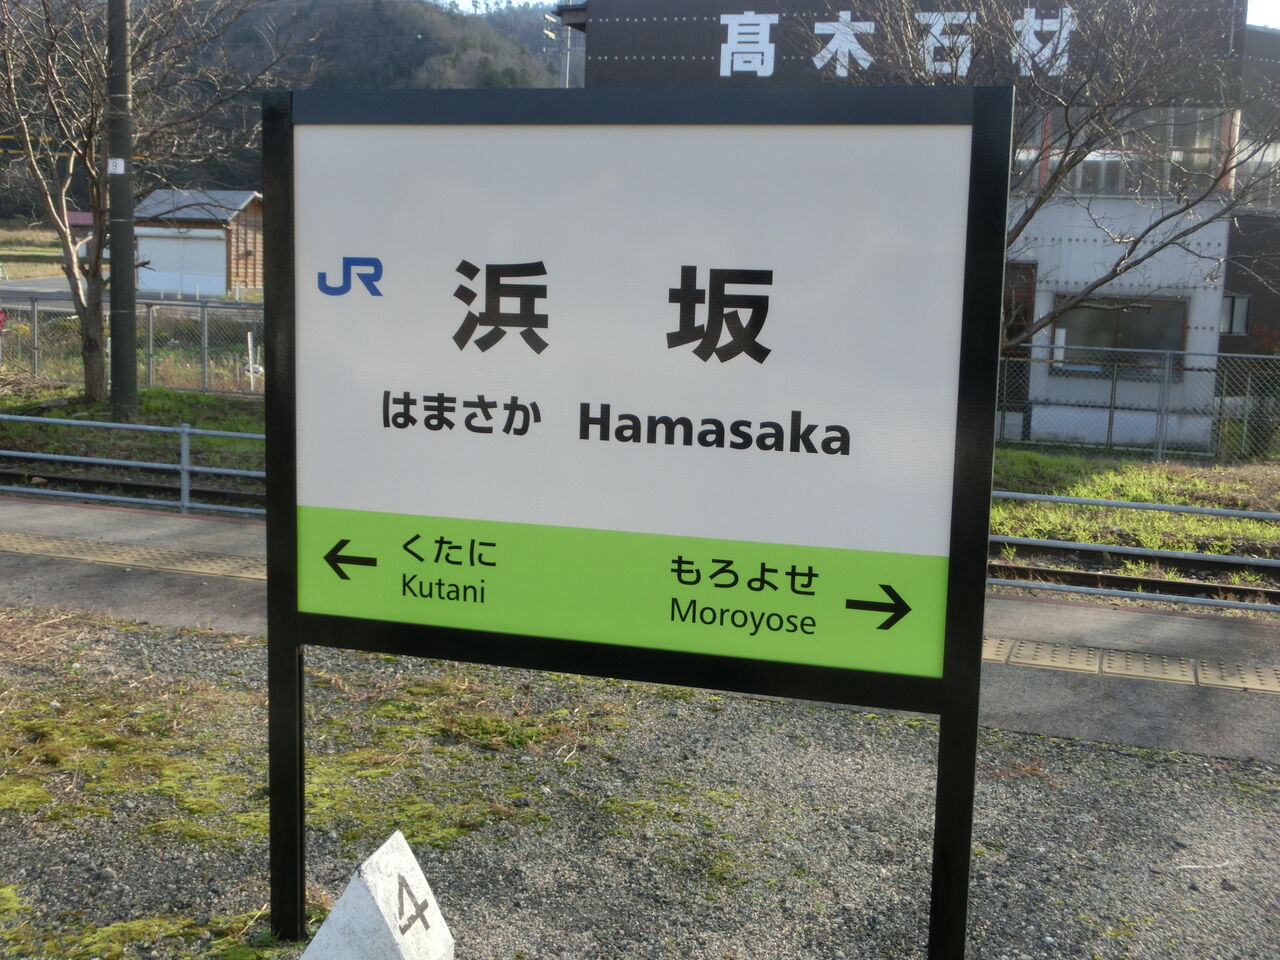 髙木石材
9
JR
浜坂
はまさか Hamasaka
← くたに
Kutani
もろよせ →
Moroyose
4